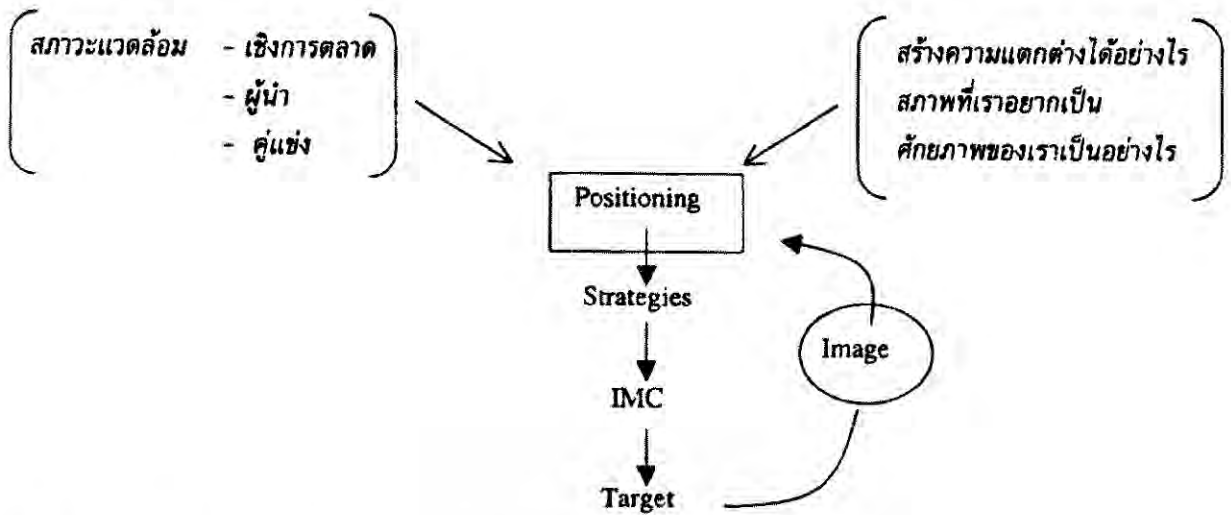 สภาวะแวดล้อม - เชิงการตลาด
- ผู้นำ
- คู่แข่ง
สร้างความแตกต่างได้อย่างไร
สภาพที่เราอยากเป็น
ศักยภาพของเราเป็นอย่างไร
Positioning
Strategies
Image
IMC
Target